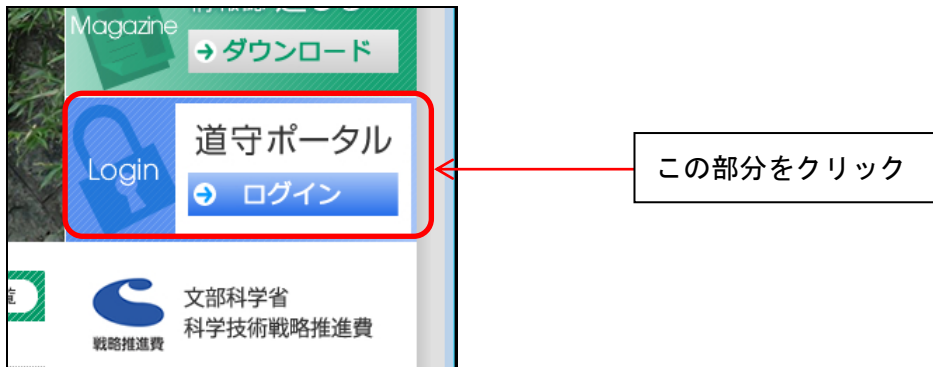 Magazine
ダウンロード
Login
道守ポータル
ログイン
この部分をクリック
文部科学省
科学技術戦略推進費
戦略推進費